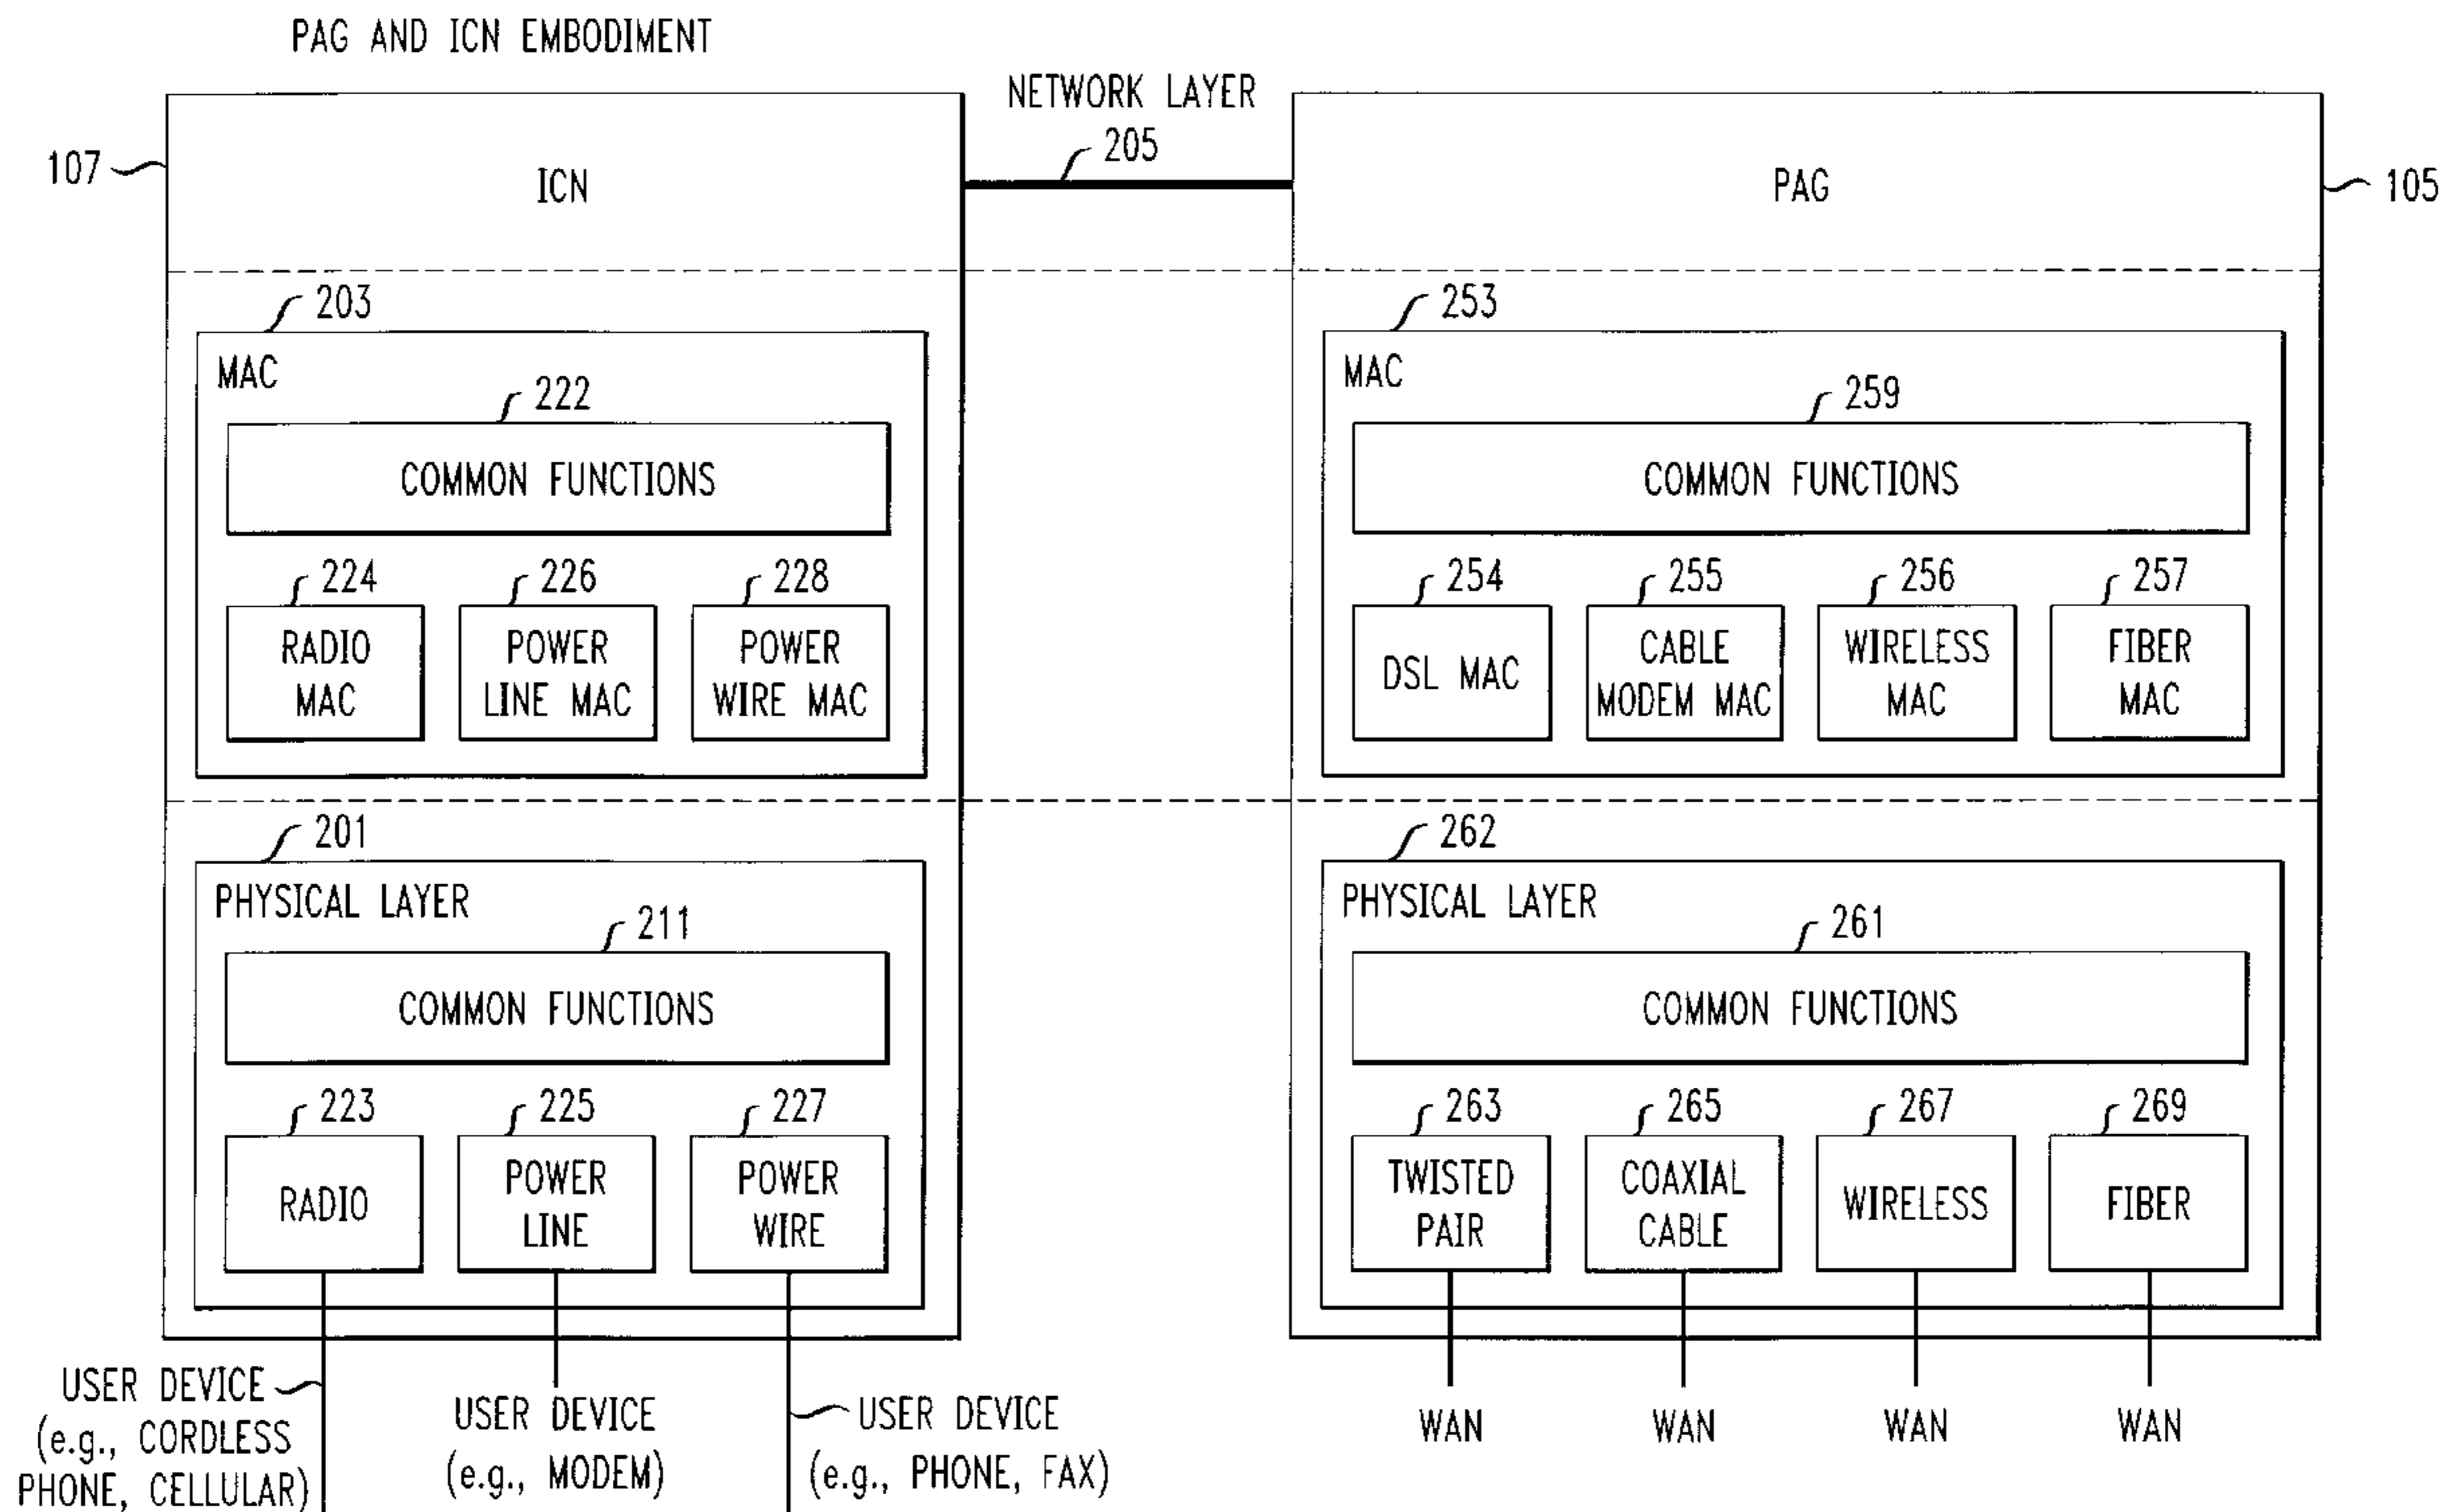 PAG AND ICN EMBODIMENT
NETWORK LAYER
205
107
ICN
PAG
105
203
MAC
222
COMMON FUNCTIONS
224
226
228
RADIO
MAC
POWER
LINE MAC
POWER
WIRE MAC
253
MAC
259
COMMON FUNCTIONS
254
255
256
257
DSL MAC
CABLE
MODEM MAC
WIRELESS
MAC
FIBER
MAC
201
PHYSICAL LAYER
211
COMMON FUNCTIONS
223
225
227
RADIO
POWER
LINE
POWER
WIRE
262
PHYSICAL LAYER
261
COMMON FUNCTIONS
263
265
267
269
TWISTED
PAIR
COAXIAL
CABLE
WIRELESS
FIBER
USER DEVICE
(e.g., CORDLESS
PHONE, CELLULAR)
USER DEVICE
(e.g., MODEM)
USER DEVICE
(e.g., PHONE, FAX)
WAN
WAN
WAN
WAN